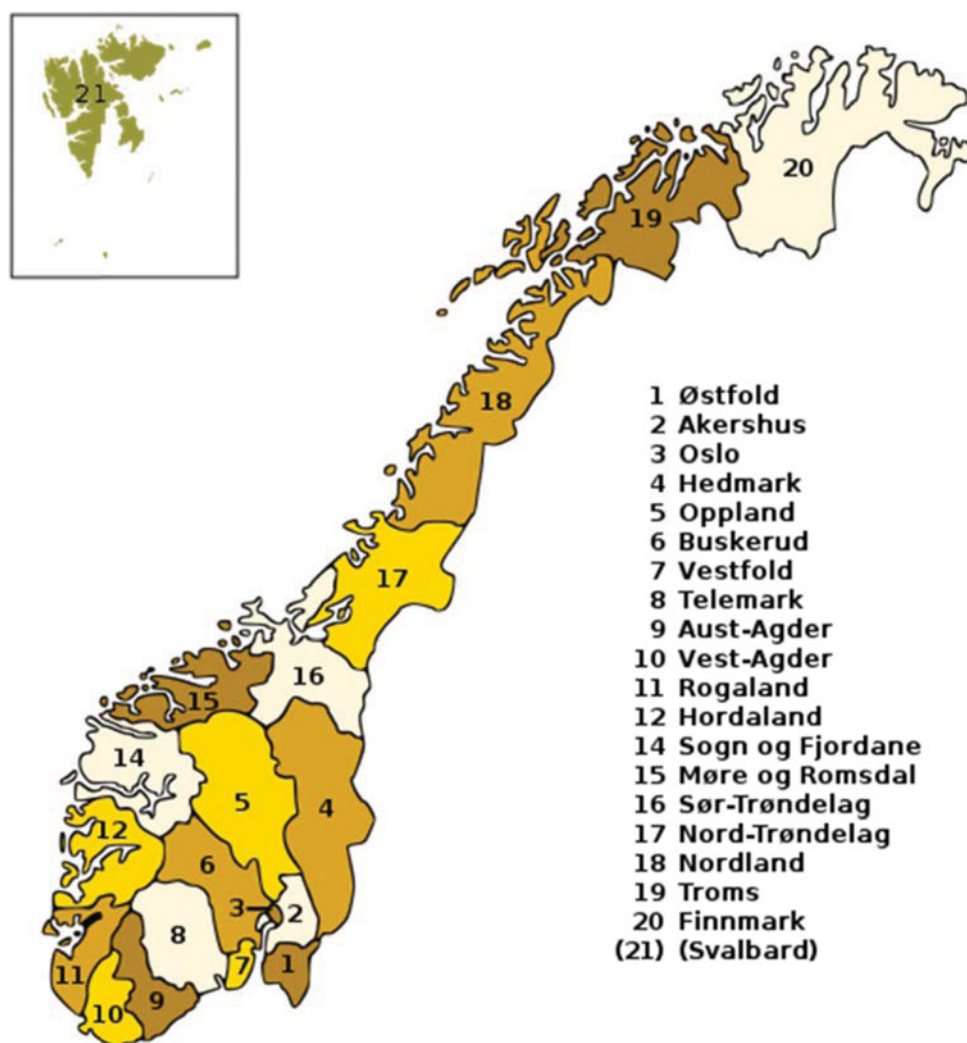 21
20
19
18
17
16
15
14
5
4
12
6
3
2
8
11
7
1
9
10
1 Østfold
2 Akershus
3 Oslo
4 Hedmark
5 Oppland
6 Buskerud
7 Vestfold
8 Telemark
9 Aust-Agder
10 Vest-Agder
11 Rogaland
12 Hordaland
14 Sogn og Fjordane
15 Møre og Romsdal
16 Sør-Trøndelag
17 Nord-Trøndelag
18 Nordland
19 Troms
20 Finnmark
(21) (Svalbard)